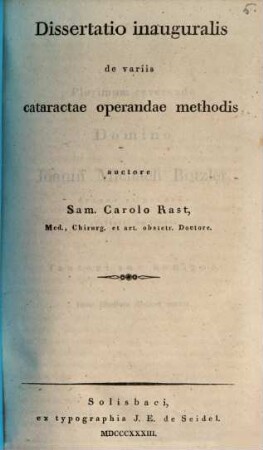 5.
Dissertatio inauguralis
de variis
cataractae operandae methodis
auctore
Sam. Carolo Rast,
Med., Chirurg. et art. obstetr. Doctore.
Solisbaci,
ex typographia J. E. de Seidel.
MDCCCXXXIII.